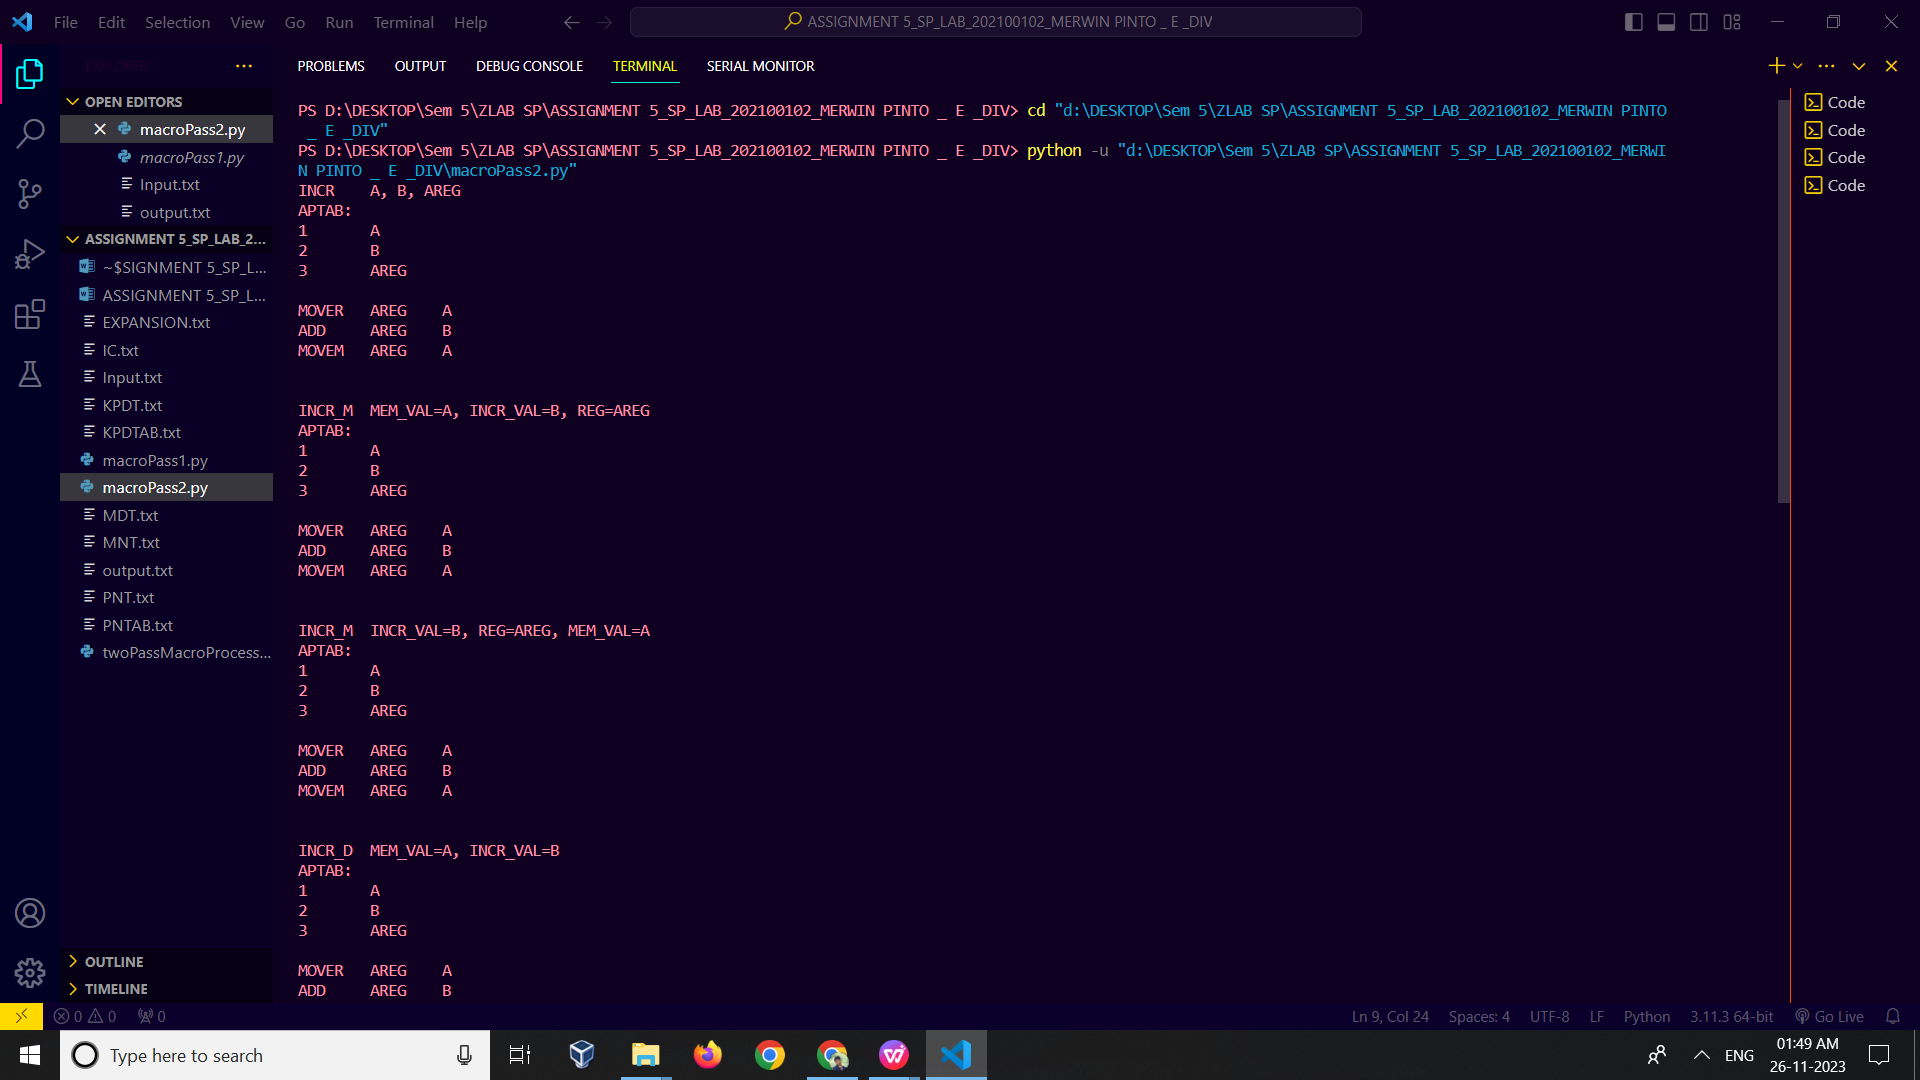 File Edit Selection View Go Run Terminal Help
ASSIGNMENT 5_SP_LAB_202100102_MERWIN PINTO _ E _DIV
EXPLORER
OPEN EDITORS
macroPass2.py
macroPass1.py
Input.txt
output.txt
ASSIGNMENT 5_SP_LAB_2...
~$SIGNMENT 5_SP_L...
ASSIGNMENT 5_SP_L...
EXPANSION.txt
IC.txt
Input.txt
KPDT.txt
KPDTAB.txt
macroPass1.py
macroPass2.py
MDT.txt
MNT.txt
output.txt
PNT.txt
PNTAB.txt
twoPassMacroProcess...
OUTLINE
TIMELINE
PROBLEMS OUTPUT DEBUG CONSOLE TERMINAL SERIAL MONITOR
PS D:\DESKTOP\Sem 5\ZLAB SP\ASSIGNMENT 5_SP_LAB_202100102_MERWIN PINTO _ E _DIV> cd "d:\DESKTOP\Sem 5\ZLAB SP\ASSIGNMENT 5_SP_LAB_202100102_MERWIN PINTO
_ E _DIV"
PS D:\DESKTOP\Sem 5\ZLAB SP\ASSIGNMENT 5_SP_LAB_202100102_MERWIN PINTO _ E _DIV> python -u "d:\DESKTOP\Sem 5\ZLAB SP\ASSIGNMENT 5_SP_LAB_202100102_MERWI
N PINTO _ E _DIV\macroPass2.py"
INCR A, B, AREG
APTAB:
1 A
2 B
3 AREG
MOVER AREG A
ADD AREG B
MOVEM AREG A
INCR_M MEM_VAL=A, INCR_VAL=B, REG=AREG
APTAB:
1 A
2 B
3 AREG
MOVER AREG A
ADD AREG B
MOVEM AREG A
INCR_M INCR_VAL=B, REG=AREG, MEM_VAL=A
APTAB:
1 A
2 B
3 AREG
MOVER AREG A
ADD AREG B
MOVEM AREG A
INCR_D MEM_VAL=A, INCR_VAL=B
APTAB:
1 A
2 B
3 AREG
MOVER AREG A
ADD AREG B
Code
Code
Code
Code
0 0 0
Ln 9, Col 24 Spaces: 4 UTF-8 LF Python 3.11.3 64-bit Go Live
Type here to search
ENG
01:49 AM
26-11-2023